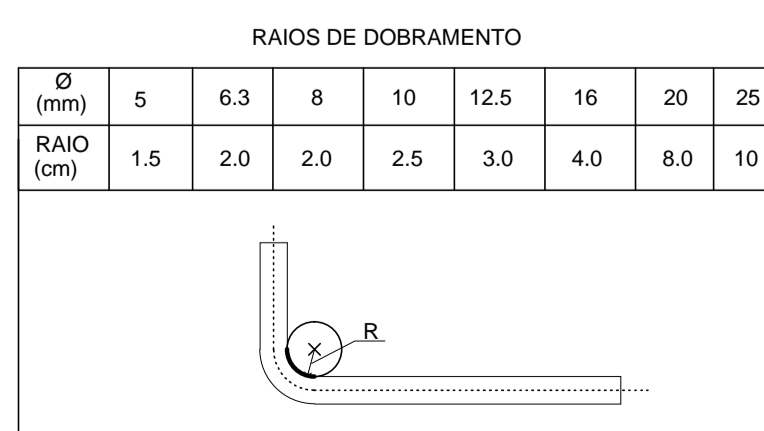 RAIOS DE DOBRAMENTO
Ø (mm) 5 6.3 8 10 12.5 16 20 25
RAIO (cm) 1.5 2.0 2.0 2.5 3.0 4.0 8.0 10
R